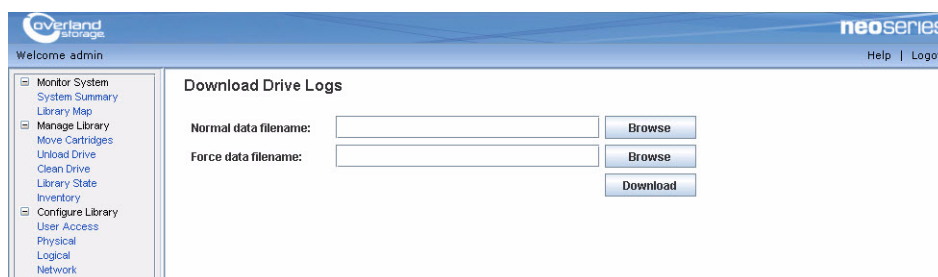 overland
storage
neoseries
Welcome admin
Help | Logo
Monitor System
System Summary
Library Map
Manage Library
Move Cartridges
Unload Drive
Clean Drive
Library State
Inventory
Configure Library
User Access
Physical
Logical
Network
Download Drive Logs
Normal data filename:
Browse
Force data filename:
Browse
Download